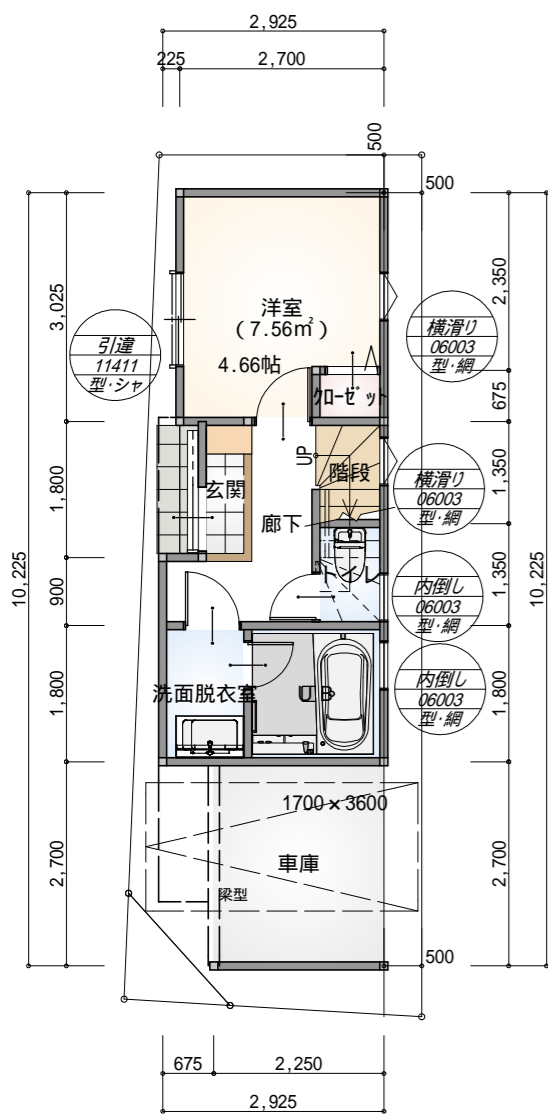 2,925
225
2,700
500
500
3,025
2,350
洋室
(7.56㎡)
4.66帖
引違
11411
型・シャ
横滑り
06003
型・網
クローゼット
675
UP
階段
1,800
玄関
1,350
横滑り
06003
型・網
廊下
トイレ
10,225
10,225
900
1,350
内倒し
06003
型・網
内倒し
06003
型・網
1,800
洗面脱衣室
UB
1,800
1700×3600
車庫
2,700
2,700
梁型
500
675
2,250
2,925